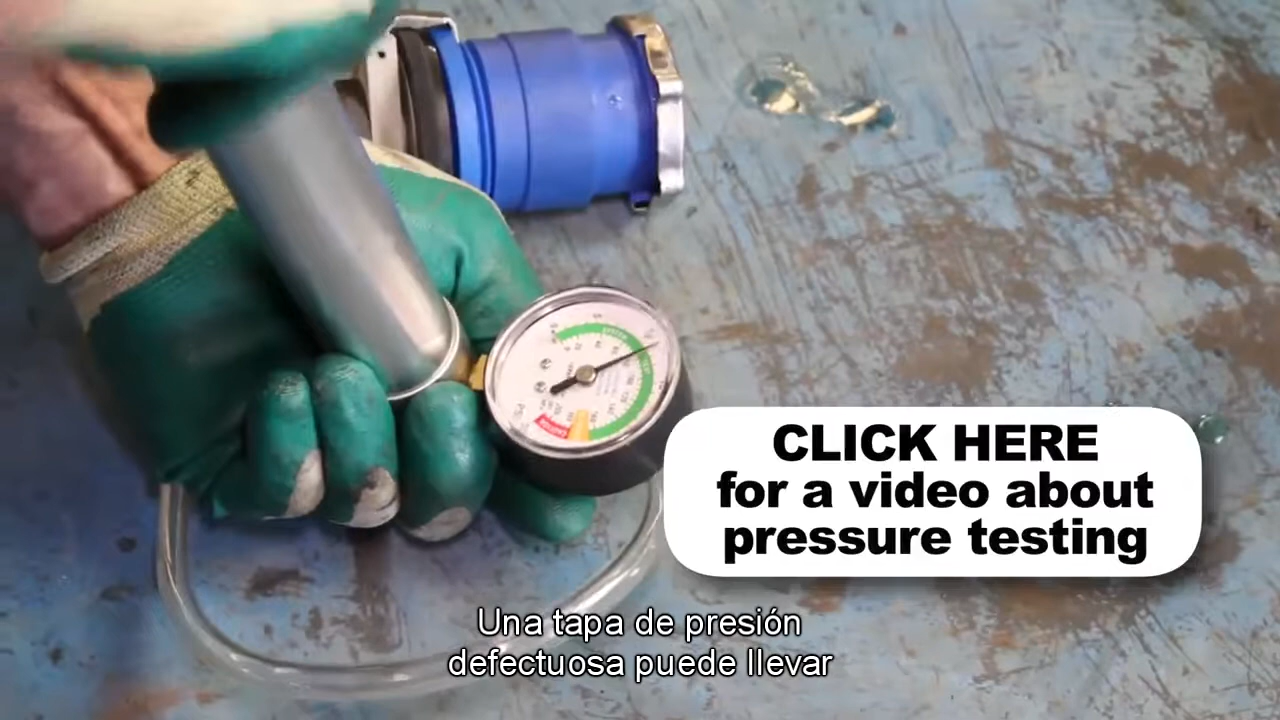 CLICK HERE
for a video about
pressure testing
Una tapa de presión
defectuosa puede llevar